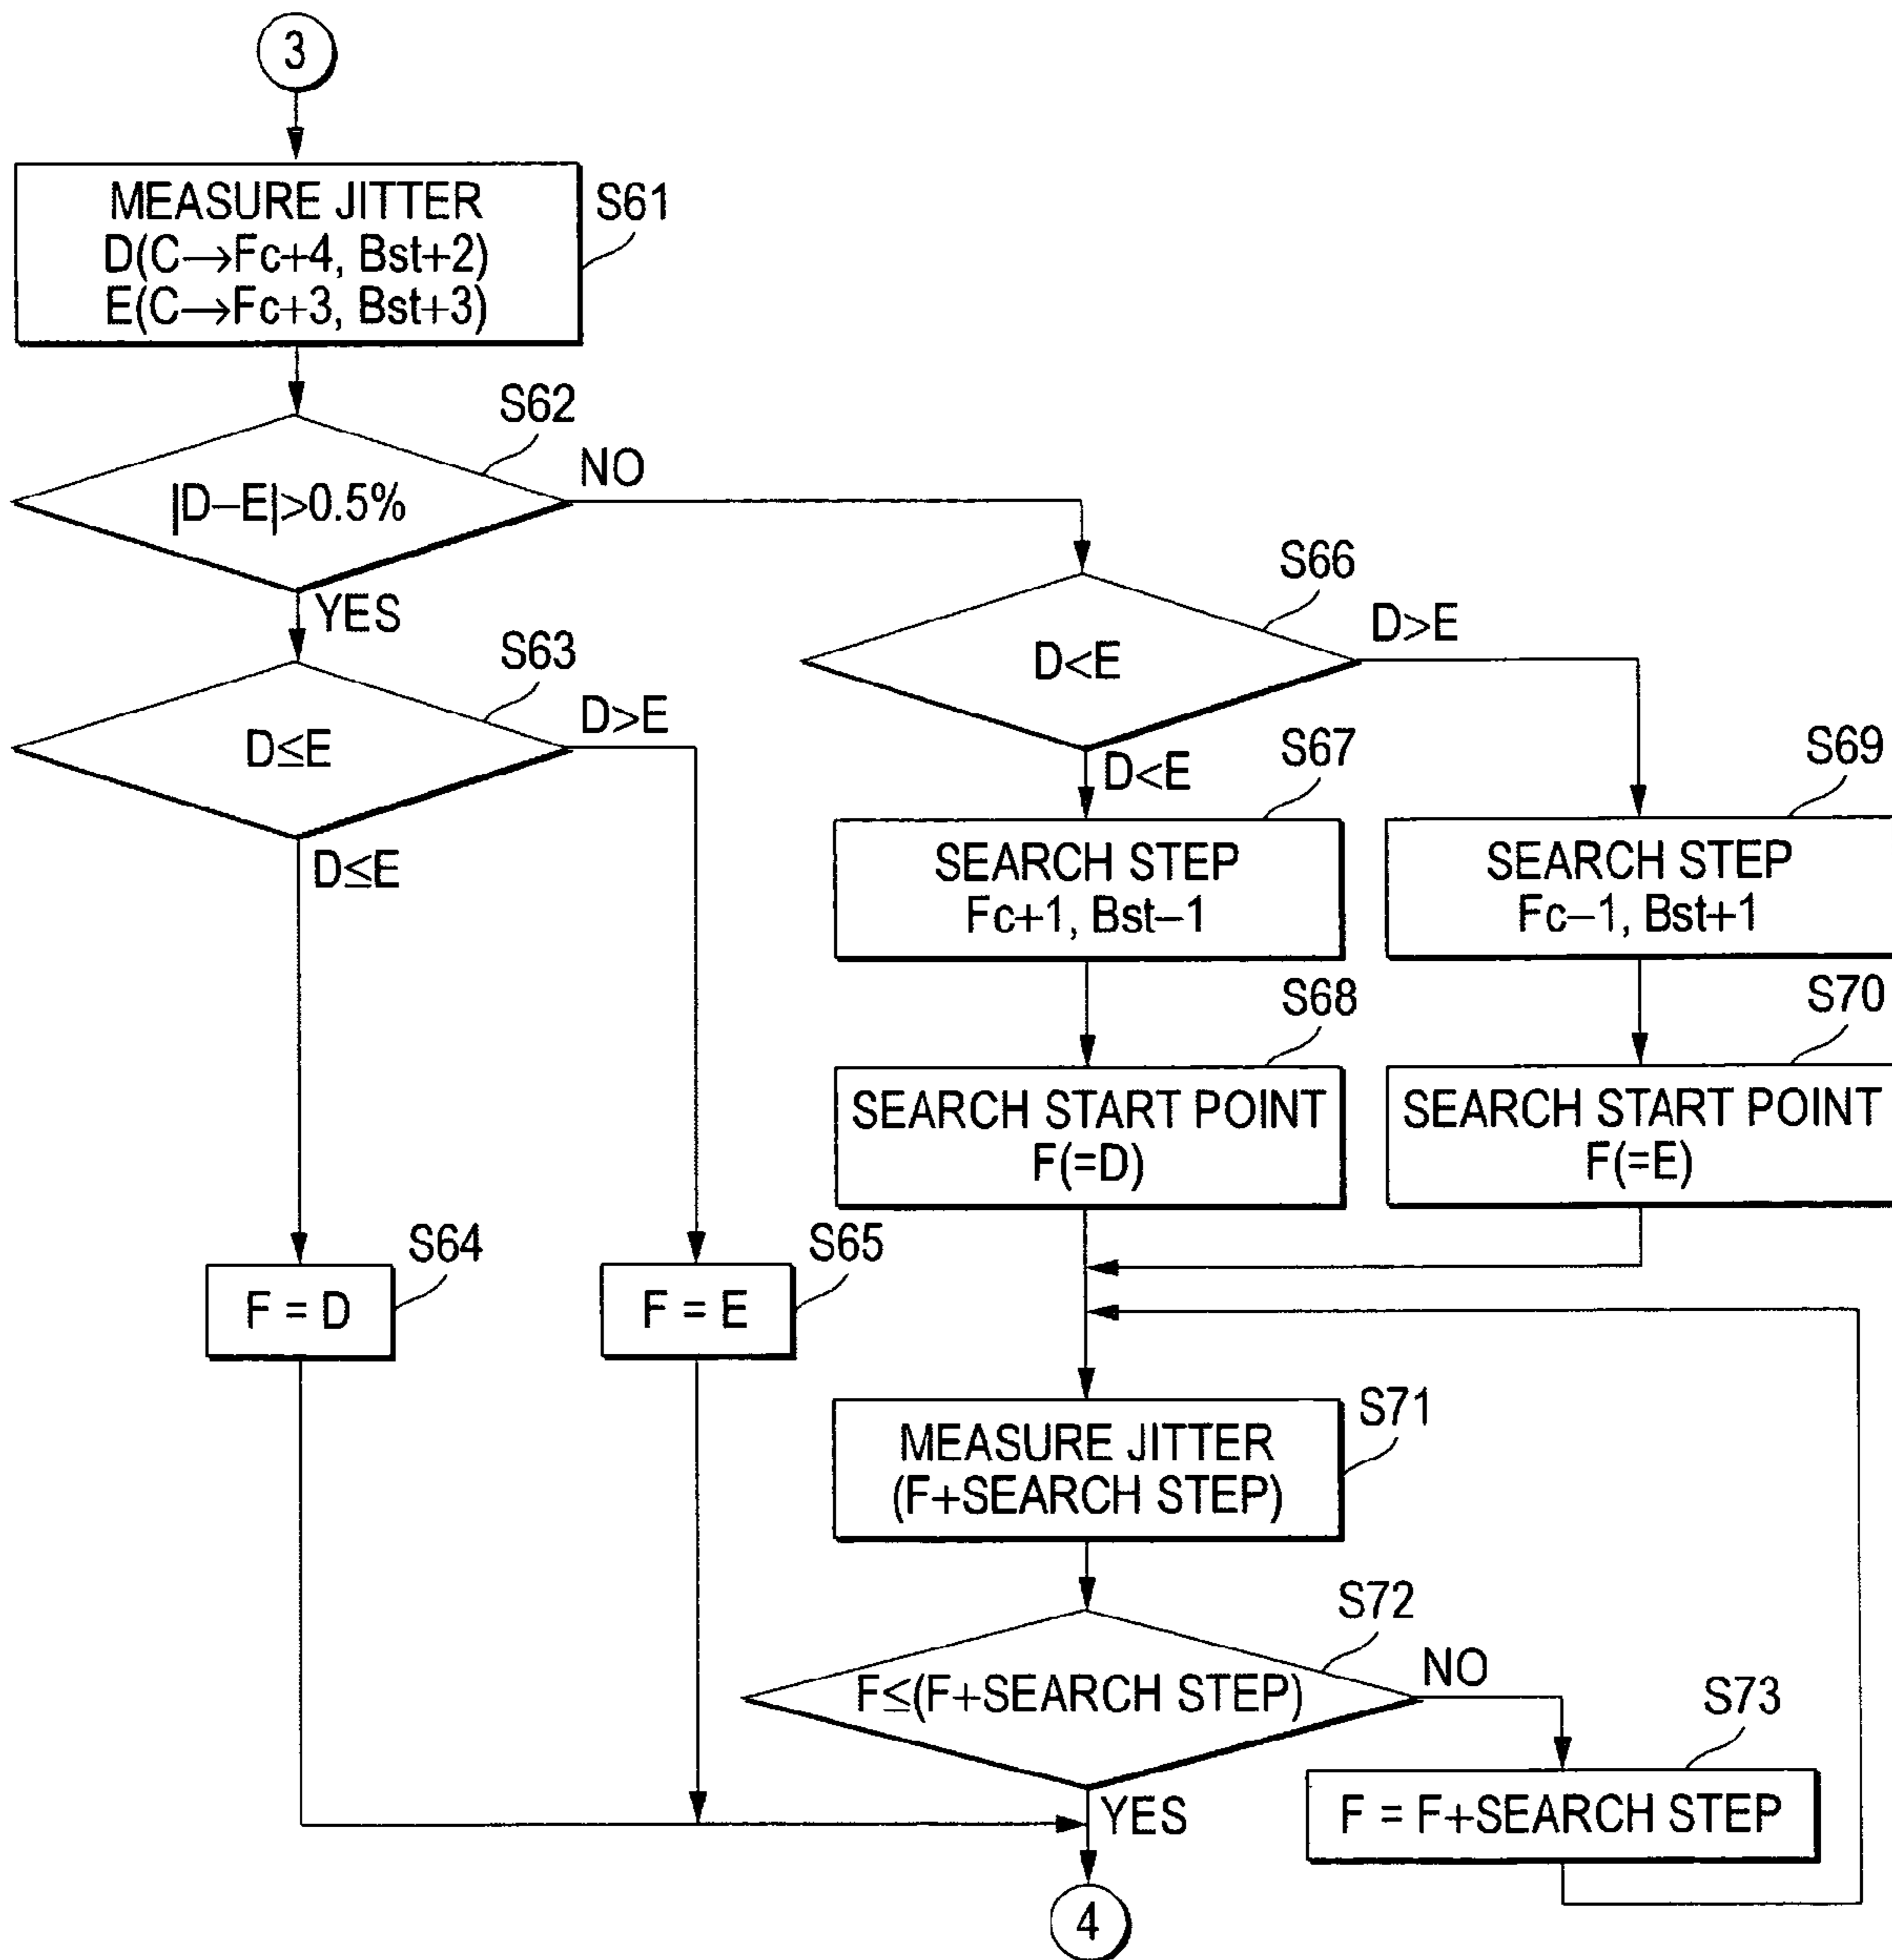 3
MEASURE JITTER
D(C→Fc+4, Bst+2)
E(C→Fc+3, Bst+3)
S61
S62
|D−E|>0.5%
NO
YES
S63
D≤E
D>E
D≤E
S64
F = D
S65
F = E
S66
D<E
D>E
D<E
S67
SEARCH STEP
Fc+1, Bst−1
S69
SEARCH STEP
Fc−1, Bst+1
S68
SEARCH START POINT
F(=D)
S70
SEARCH START POINT
F(=E)
S71
MEASURE JITTER
(F+SEARCH STEP)
S72
F≤(F+SEARCH STEP)
NO
S73
F = F+SEARCH STEP
YES
4